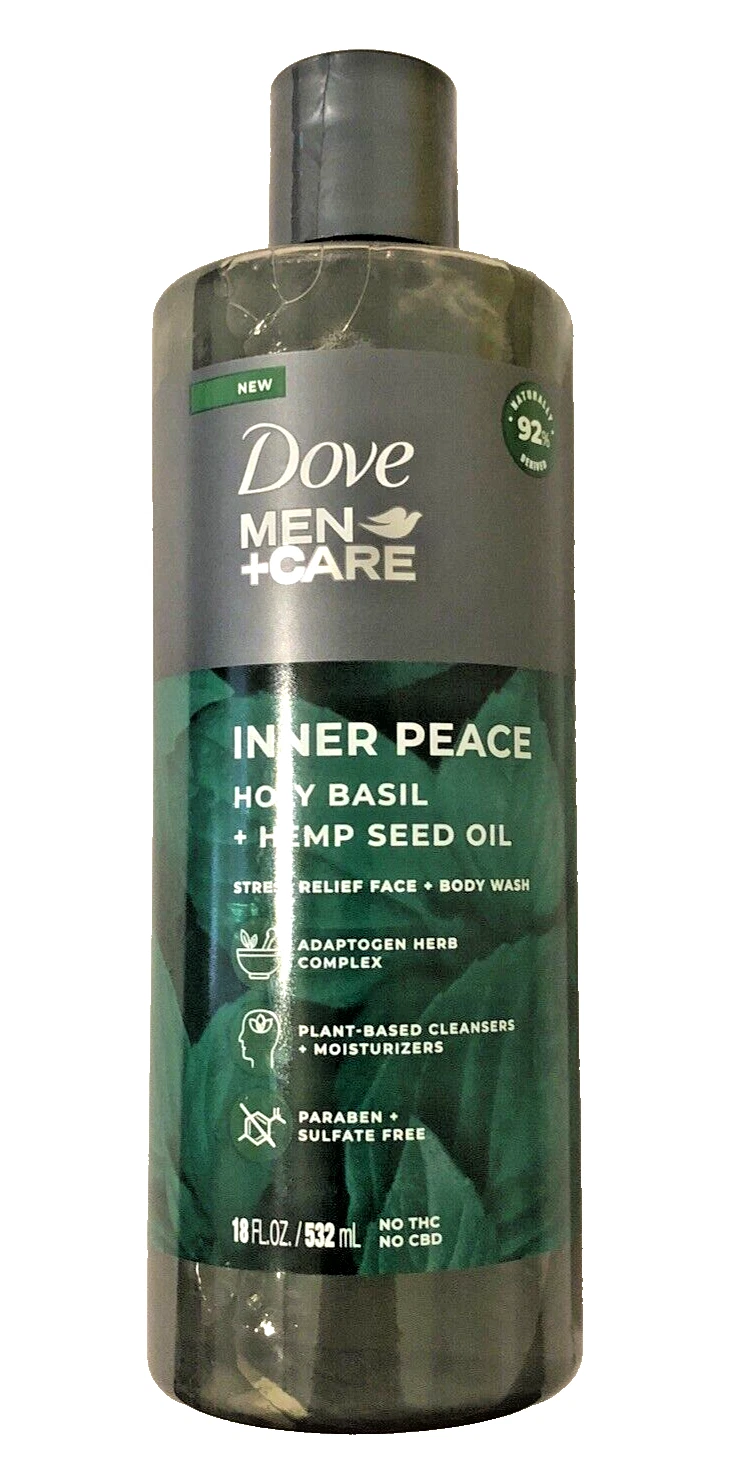 NEW
NATURALLY
92%
DERIVED
Dove
MEN
+CARE
INNER PEACE
HOLY BASIL
+ HEMP SEED OIL
STRESS RELIEF FACE + BODY WASH
ADAPTOGEN HERB
COMPLEX
PLANT-BASED CLEANSERS
+ MOISTURIZERS
PARABEN +
SULFATE FREE
18 FL.OZ. / 532 mL
NO THC
NO CBD